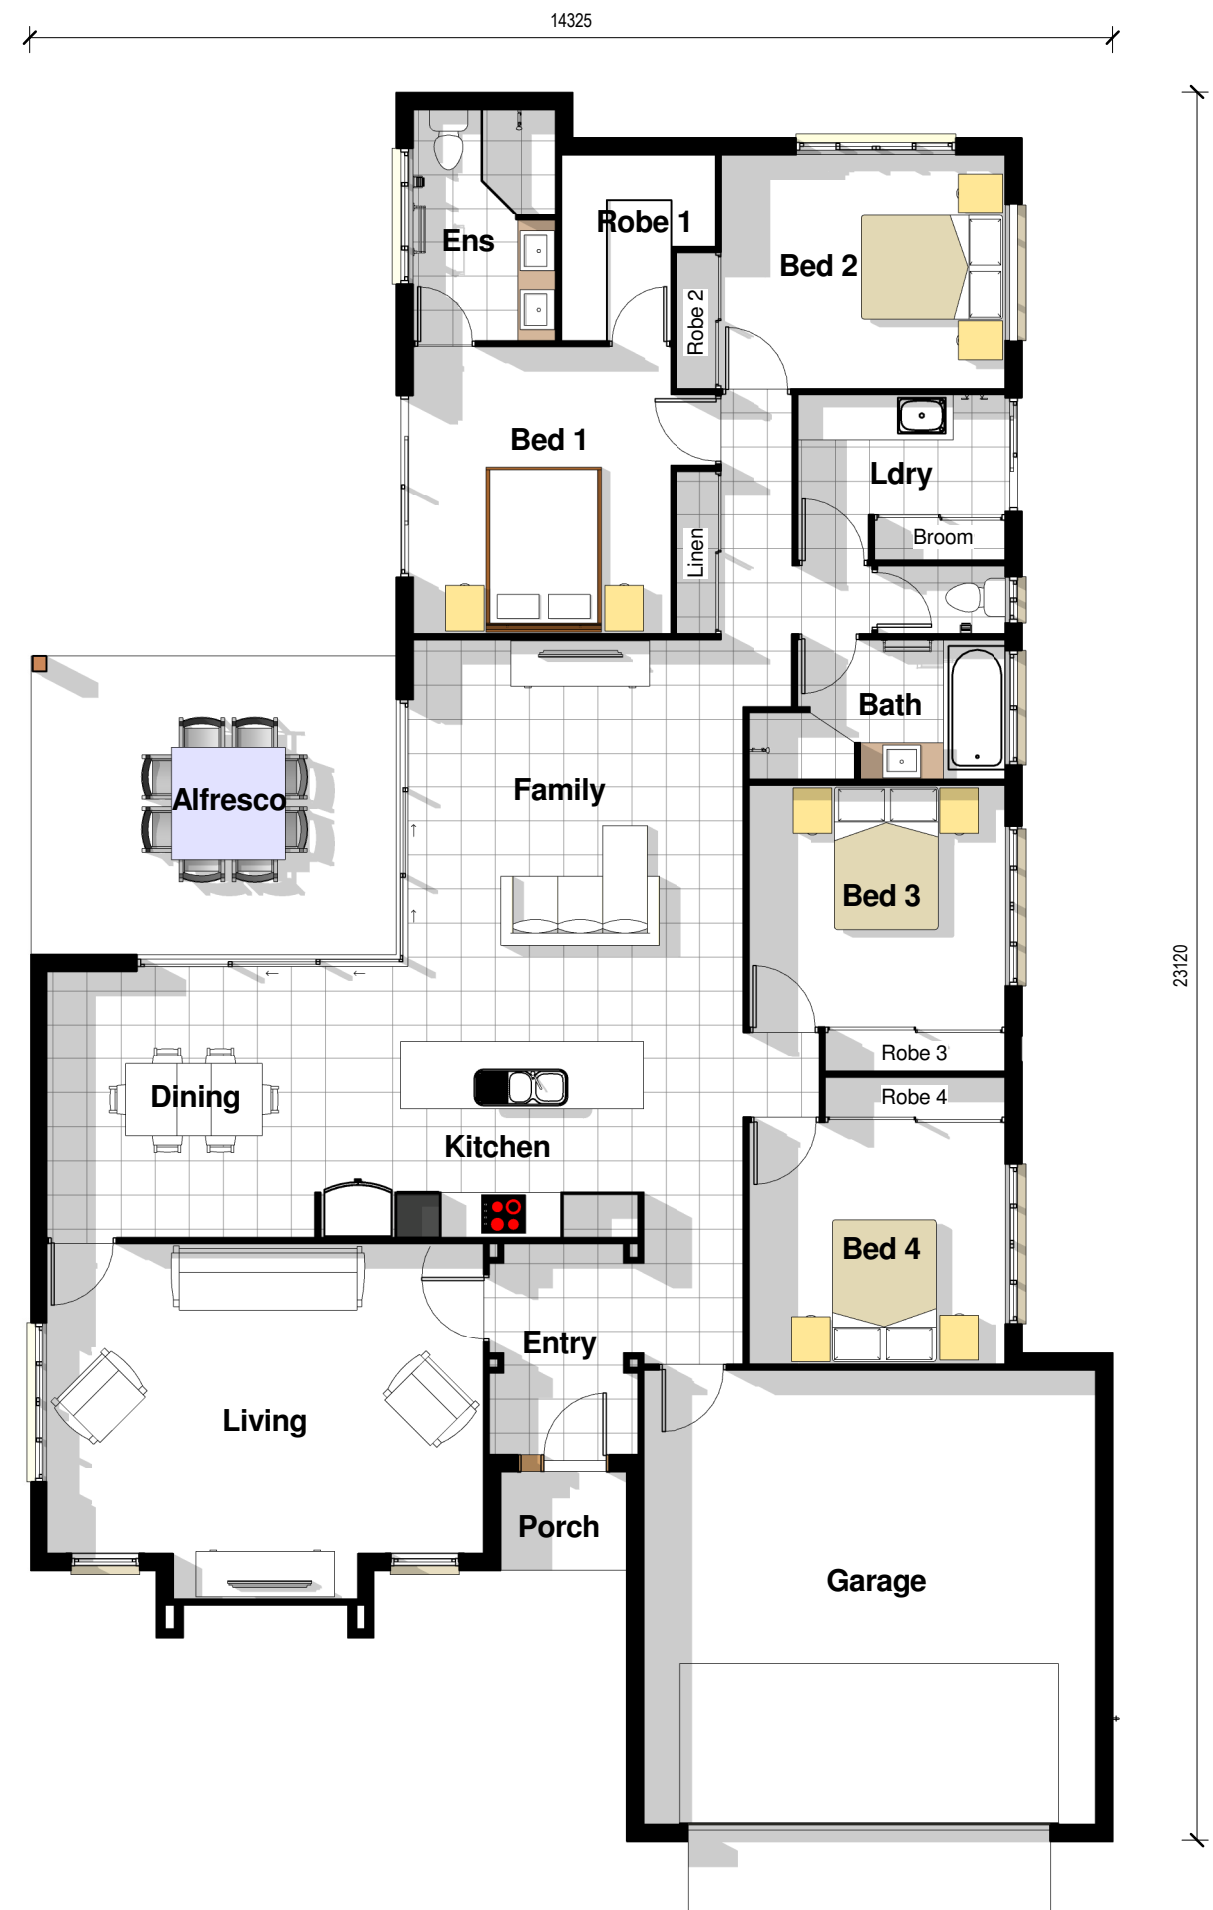 14325
Robe 1
Ens
Bed 2
Robe 2
Bed 1
Ldry
Broom
Linen
Bath
Family
Alfresco
Bed 3
23120
Robe 3
Dining
Robe 4
Kitchen
Bed 4
Entry
Living
Porch
Garage